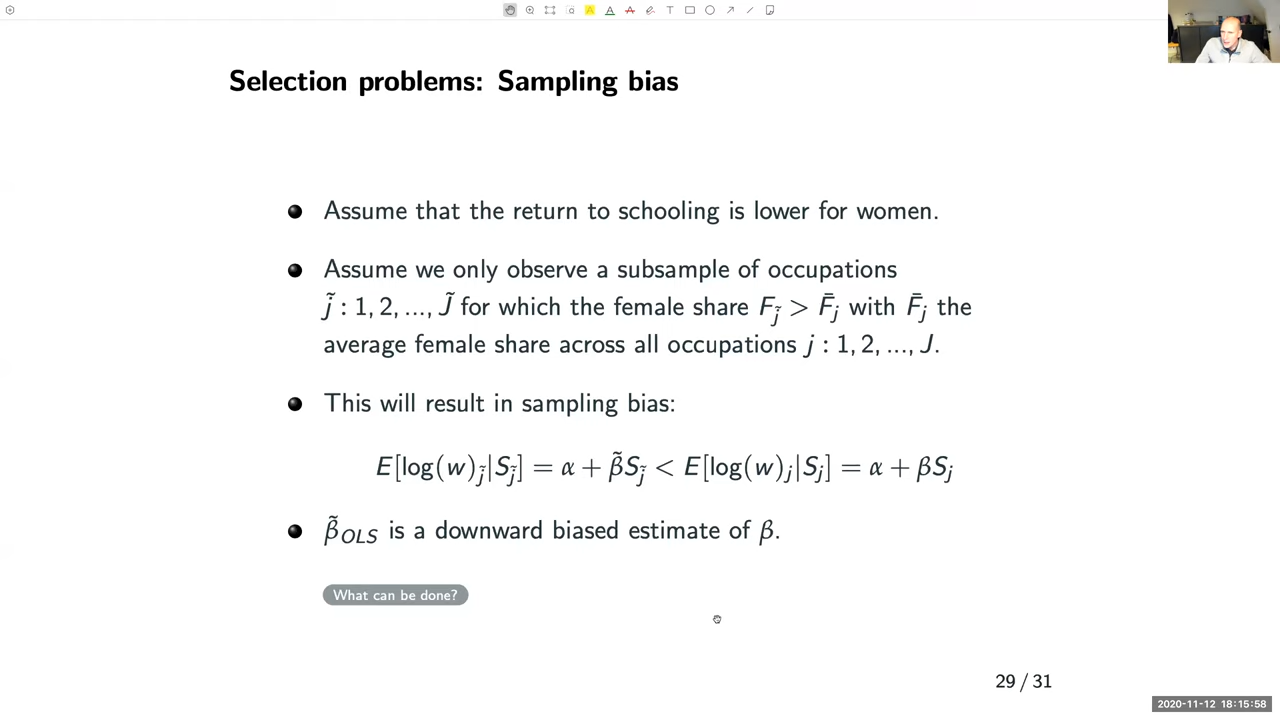 Selection problems: Sampling bias
Assume that the return to schooling is lower for women.
Assume we only observe a subsample of occupations
j̃ : 1, 2, ..., J̃ for which the female share F_j̃ > F̄_j with F̄_j the
average female share across all occupations j : 1, 2, ..., J.
This will result in sampling bias:
E[log(w)_j̃|S_j̃] = α + β̃S_j̃ < E[log(w)_j|S_j] = α + βS_j
β̃_OLS is a downward biased estimate of β.
What can be done?
29 / 31
2020-11-12 18:15:58